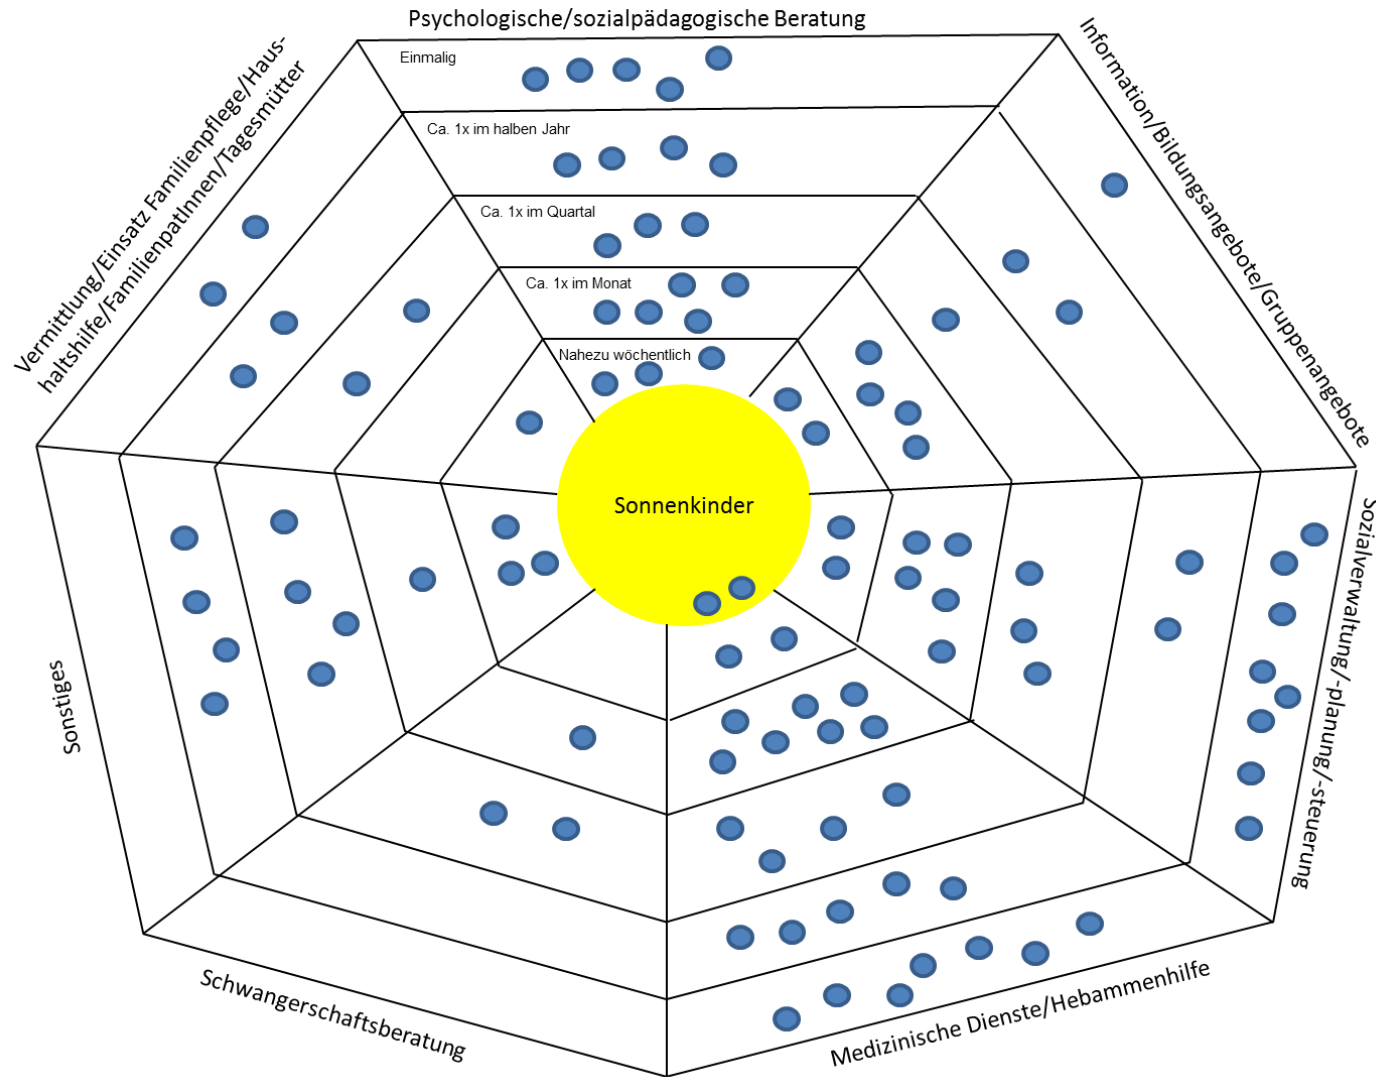 Psychologische/sozialpädagogische Beratung
Einmalig
Ca. 1x im halben Jahr
Ca. 1x im Quartal
Ca. 1x im Monat
Nahezu wöchentlich
Vermittlung/Einsatz Familienpflege/Haus-
haltshilfe/FamilienpatInnen/Tagesmütter
Information/Bildungsangebote/Gruppenangebote
Sonnenkinder
Sozialverwaltung/-planung/-steuerung
Sonstiges
Schwangerschaftsberatung
Medizinische Dienste/Hebammenhilfe